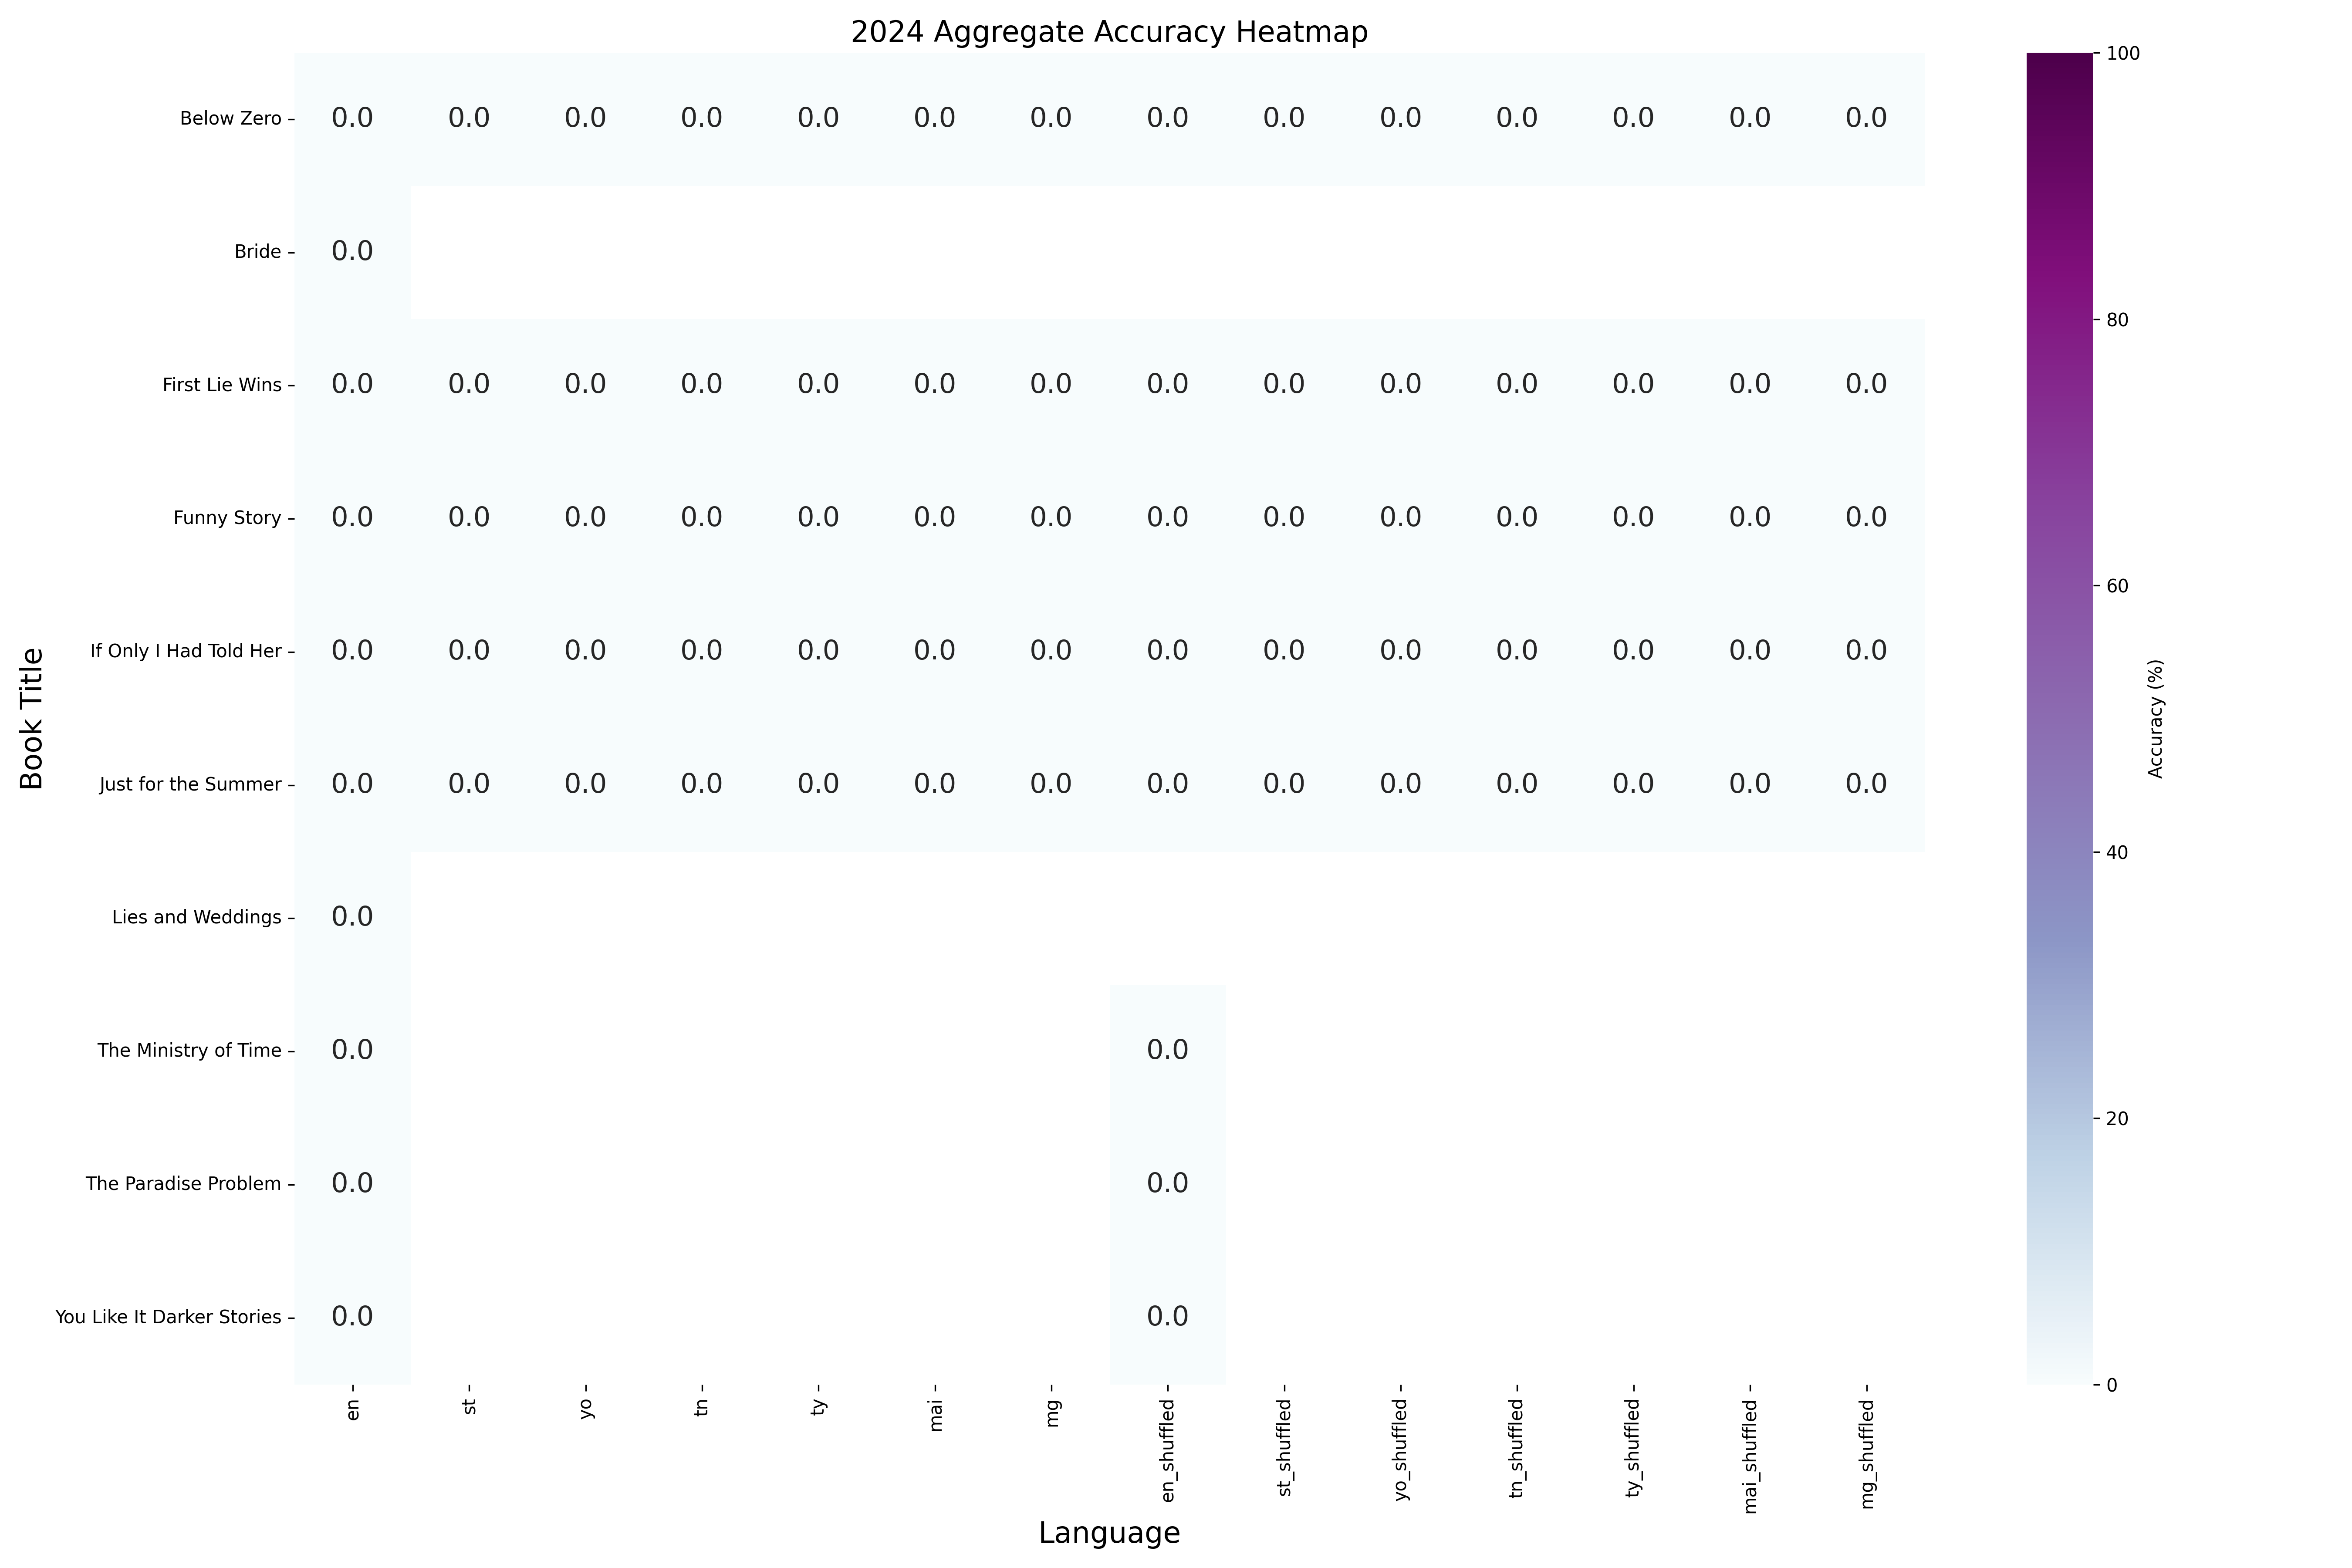 2024 Aggregate Accuracy Heatmap
Book Title
Below Zero 0.0 0.0 0.0 0.0 0.0 0.0 0.0 0.0 0.0 0.0 0.0 0.0 0.0 0.0
Bride 0.0
First Lie Wins 0.0 0.0 0.0 0.0 0.0 0.0 0.0 0.0 0.0 0.0 0.0 0.0 0.0 0.0
Funny Story 0.0 0.0 0.0 0.0 0.0 0.0 0.0 0.0 0.0 0.0 0.0 0.0 0.0 0.0
If Only I Had Told Her 0.0 0.0 0.0 0.0 0.0 0.0 0.0 0.0 0.0 0.0 0.0 0.0 0.0 0.0
Just for the Summer 0.0 0.0 0.0 0.0 0.0 0.0 0.0 0.0 0.0 0.0 0.0 0.0 0.0 0.0
Lies and Weddings 0.0
The Ministry of Time 0.0 0.0
The Paradise Problem 0.0 0.0
You Like It Darker Stories 0.0 0.0
en st yo tn ty mai mg en_shuffled st_shuffled yo_shuffled tn_shuffled ty_shuffled mai_shuffled mg_shuffled
Language
100
80
60
40
20
0
Accuracy (%)